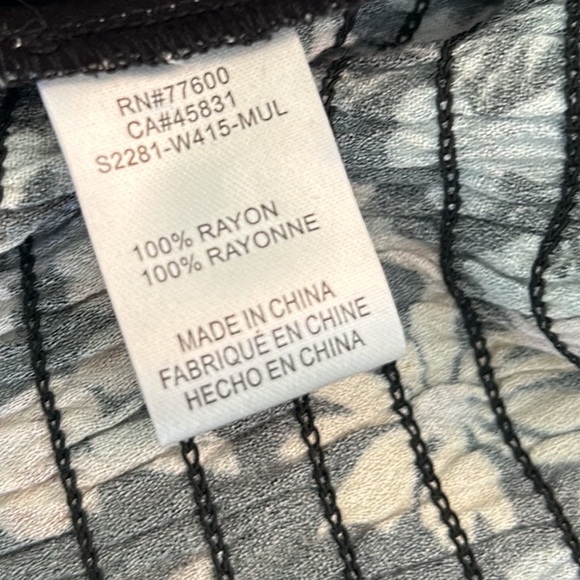 RN#77600
CA#45831
S2281-W415-MUL
100% RAYON
100% RAYONNE
MADE IN CHINA
FABRIQUÉ EN CHINE
HECHO EN CHINA